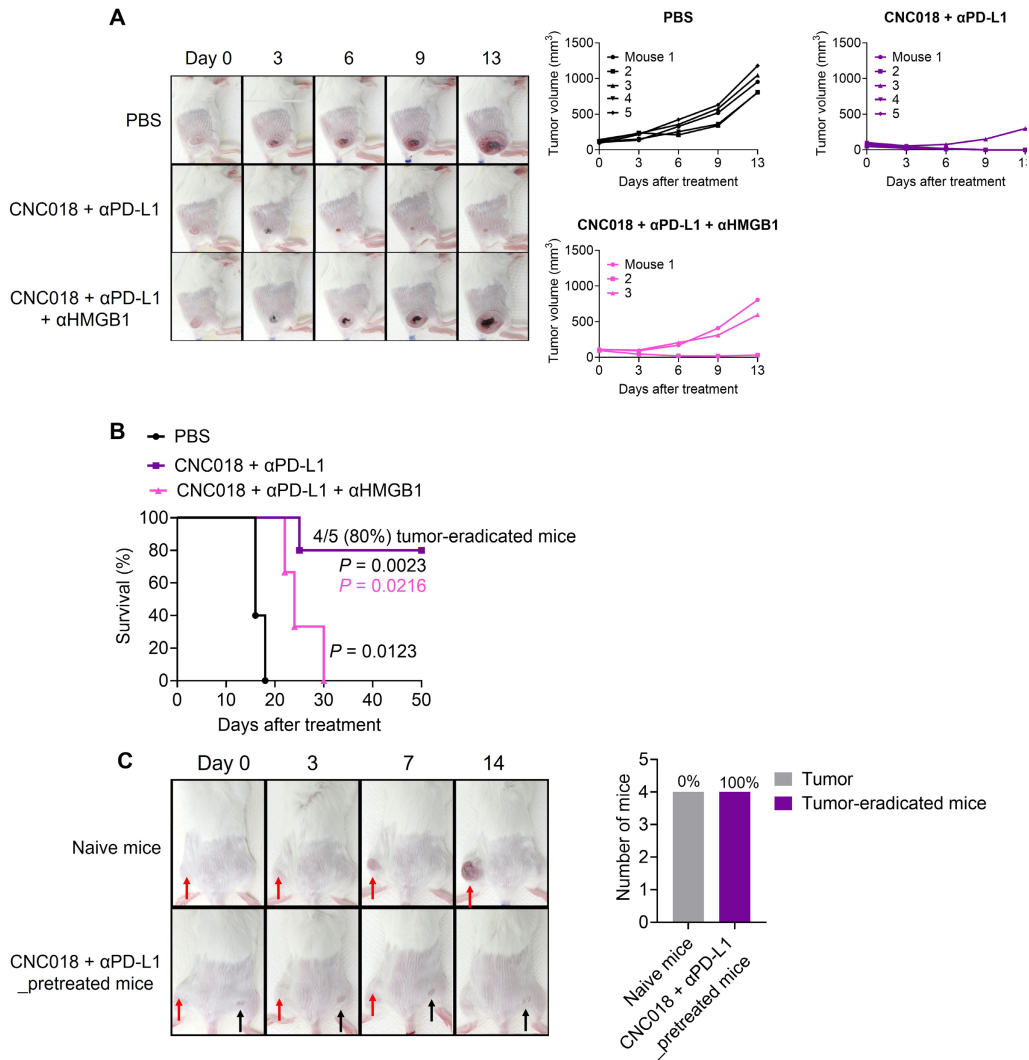 A
Day 0 3 6 9 13
PBS
CNC018 + αPD-L1
CNC018 + αPD-L1
+ αHMGB1
PBS
Tumor volume (mm³)
1500
1000
500
0
Mouse 1
2
3
4
5
0 3 6 9 13
Days after treatment
CNC018 + αPD-L1
Tumor volume (mm³)
1500
1000
500
0
Mouse 1
2
3
4
5
0 3 6 9 13
Days after treatment
CNC018 + αPD-L1 + αHMGB1
Tumor volume (mm³)
1500
1000
500
0
Mouse 1
2
3
0 3 6 9 13
Days after treatment
B
PBS
CNC018 + αPD-L1
CNC018 + αPD-L1 + αHMGB1
Survival (%)
100
80
60
40
20
0
4/5 (80%) tumor-eradicated mice
P = 0.0023
P = 0.0216
P = 0.0123
0 10 20 30 40 50
Days after treatment
C
Day 0 3 7 14
Naive mice
CNC018 + αPD-L1
_pretreated mice
Number of mice
5
4
3
2
1
0
0% 100%
Tumor
Tumor-eradicated mice
Naive mice
CNC018 + αPD-L1
_pretreated mice